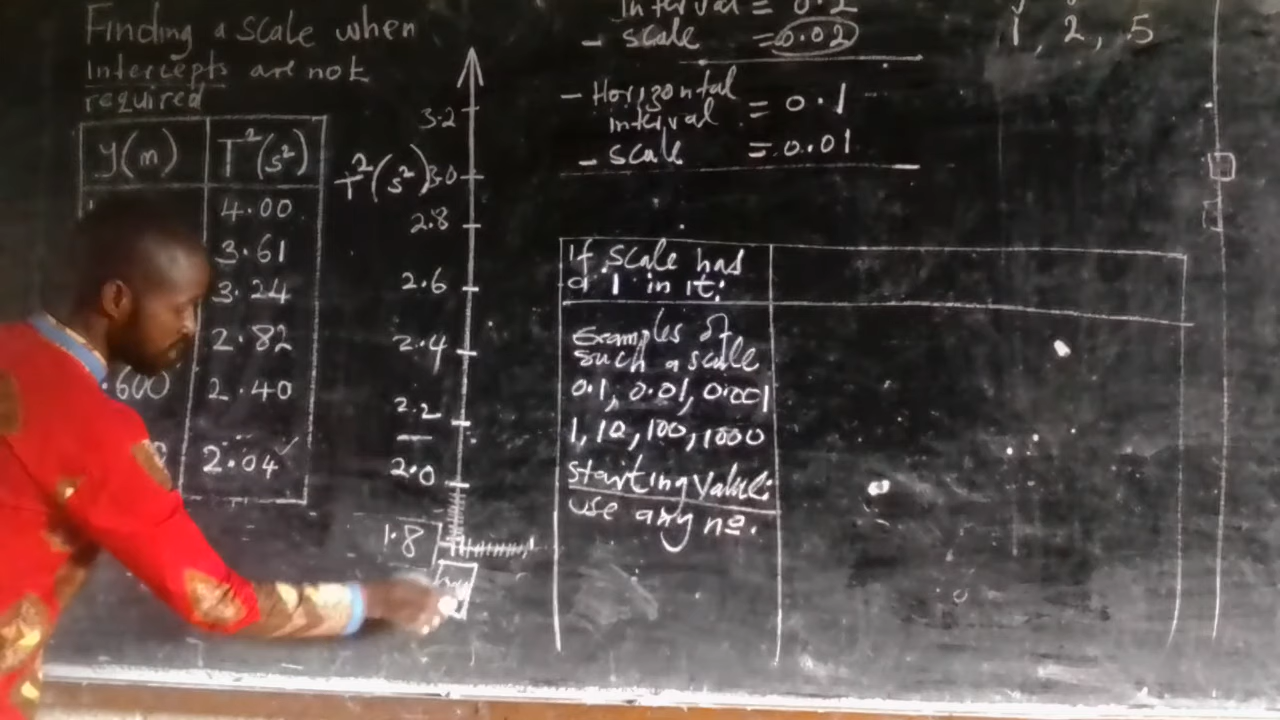 Finding a scale when
Intercepts are not
required
y(m) T²(s²)
4.00
3.61
3.24
2.82
.600 2.40
2.04 ✓
3.2
T²(s²) 3.0
2.8
2.6
2.4
2.2
2.0
1.8
interval = 0.2
- scale = 0.02
- Horizontal
interval = 0.1
- scale = 0.01
1, 2, 5
If scale has
a 1 in it:
Examples of
such a scale
0.1, 0.01, 0.001
1, 10, 100, 1000
Starting value:
use any no.